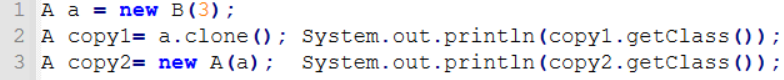 1 A a = new B(3);
2 A copy1= a.clone(); System.out.println(copy1.getClass());
3 A copy2= new A(a); System.out.println(copy2.getClass());